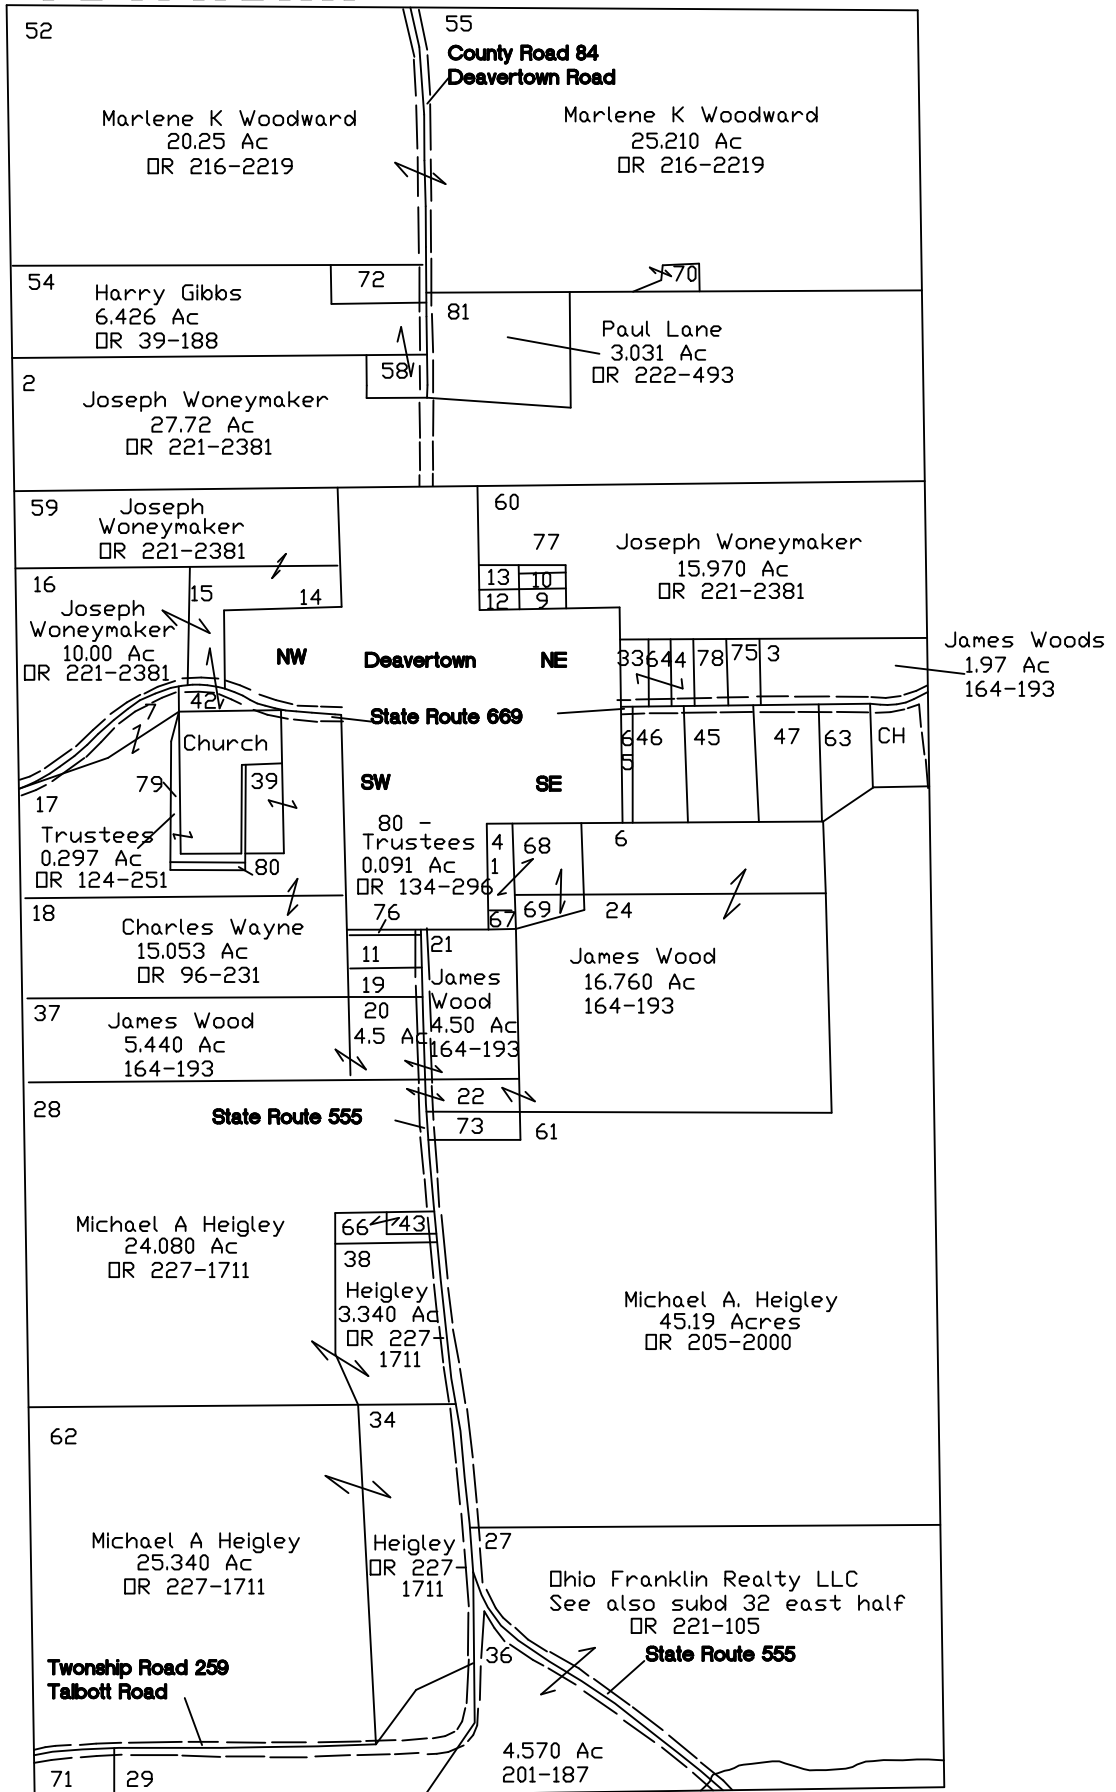 52
55
County Road 84
Deavertown Road
Marlene K Woodward
20.25 Ac
OR 216-2219
Marlene K Woodward
25.210 Ac
OR 216-2219
54
Harry Gibbs
6.426 Ac
OR 39-188
72
70
81
Paul Lane
3.031 Ac
OR 222-493
58
2
Joseph Woneymaker
27.72 Ac
OR 221-2381
59
Joseph
Woneymaker
OR 221-2381
60
77
Joseph Woneymaker
15.970 Ac
OR 221-2381
13
10
12
9
16
15
14
Joseph
Woneymaker
10.00 Ac
OR 221-2381
NW
Deavertown
NE
33
64
4
78
75
3
James Woods
1.97 Ac
164-193
42
7
State Route 669
Church
65
46
45
47
63
CH
79
39
SW
SE
17
Trustees
0.297 Ac
OR 124-251
80
80 -
Trustees
0.091 Ac
OR 134-296
41
68
6
67
69
24
18
Charles Wayne
15.053 Ac
OR 96-231
76
11
19
21
James
Wood
4.50 Ac
164-193
James Wood
16.760 Ac
164-193
37
James Wood
5.440 Ac
164-193
20
4.5 Ac
28
State Route 555
22
73
61
Michael A Heigley
24.080 Ac
OR 227-1711
66
43
38
Heigley
3.340 Ac
OR 227-
1711
Michael A. Heigley
45.19 Acres
OR 205-2000
62
34
Michael A Heigley
25.340 Ac
OR 227-1711
Heigley
OR 227-
1711
27
Ohio Franklin Realty LLC
See also subd 32 east half
OR 221-105
State Route 555
36
Twonship Road 259
Talbott Road
4.570 Ac
201-187
71
29